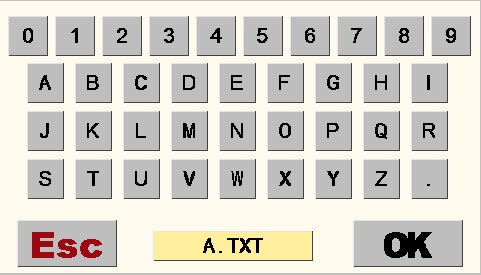 0 1 2 3 4 5 6 7 8 9
A B C D E F G H I
J K L M N O P Q R
S T U V W X Y Z .
Esc A.TXT OK